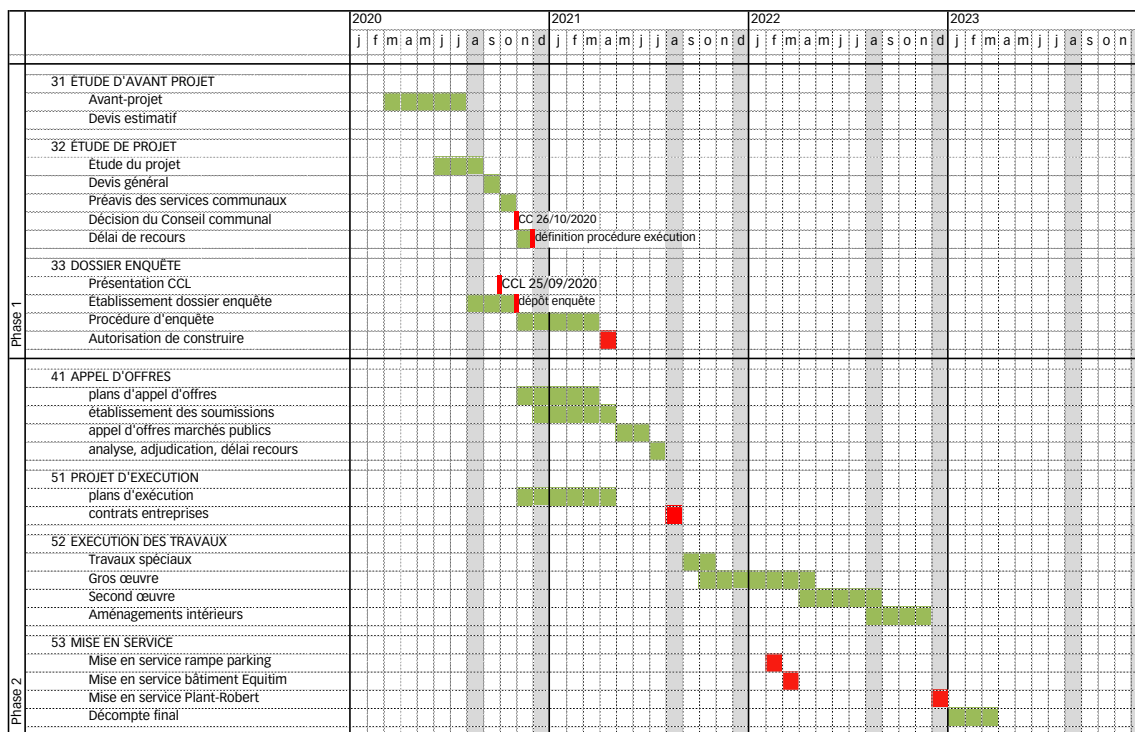 2020 2021 2022 2023
j f m a m j j a s o n d j f m a m j j a s o n d j f m a m j j a s o n d j f m a m j j a s o n
Phase 1
31 ÉTUDE D'AVANT PROJET
Avant-projet
Devis estimatif
32 ÉTUDE DE PROJET
Étude du projet
Devis général
Préavis des services communaux
Décision du Conseil communal CC 26/10/2020
Délai de recours définition procédure exécution
33 DOSSIER ENQUÊTE
Présentation CCL CCL 25/09/2020
Établissement dossier enquête dépôt enquête
Procédure d'enquête
Autorisation de construire
Phase 2
41 APPEL D'OFFRES
plans d'appel d'offres
établissement des soumissions
appel d'offres marchés publics
analyse, adjudication, délai recours
51 PROJET D'EXECUTION
plans d'exécution
contrats entreprises
52 EXECUTION DES TRAVAUX
Travaux spéciaux
Gros œuvre
Second œuvre
Aménagements intérieurs
53 MISE EN SERVICE
Mise en service rampe parking
Mise en service bâtiment Equitim
Mise en service Plant-Robert
Décompte final